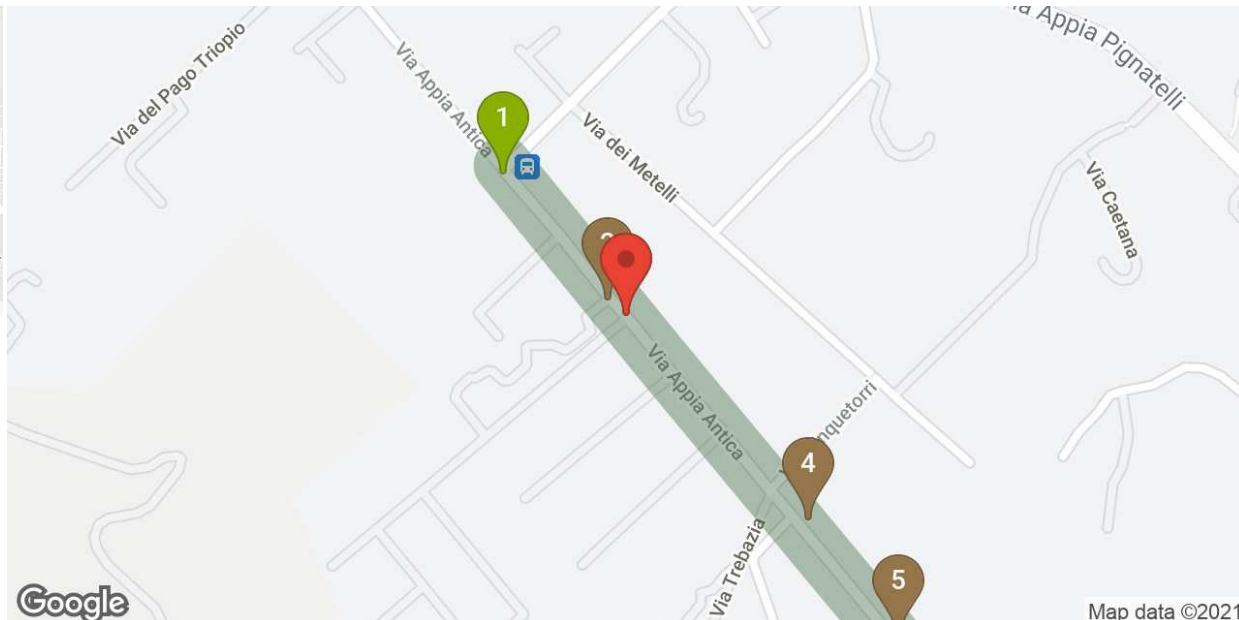 a Appia Pignatelli
Via del Pago Triopio
Via Appia Antica
1
Via dei Metelli
Via Caetana
Via Appia Antica
nquetorri
4
Via Trebazia
5
Google
Map data ©2021